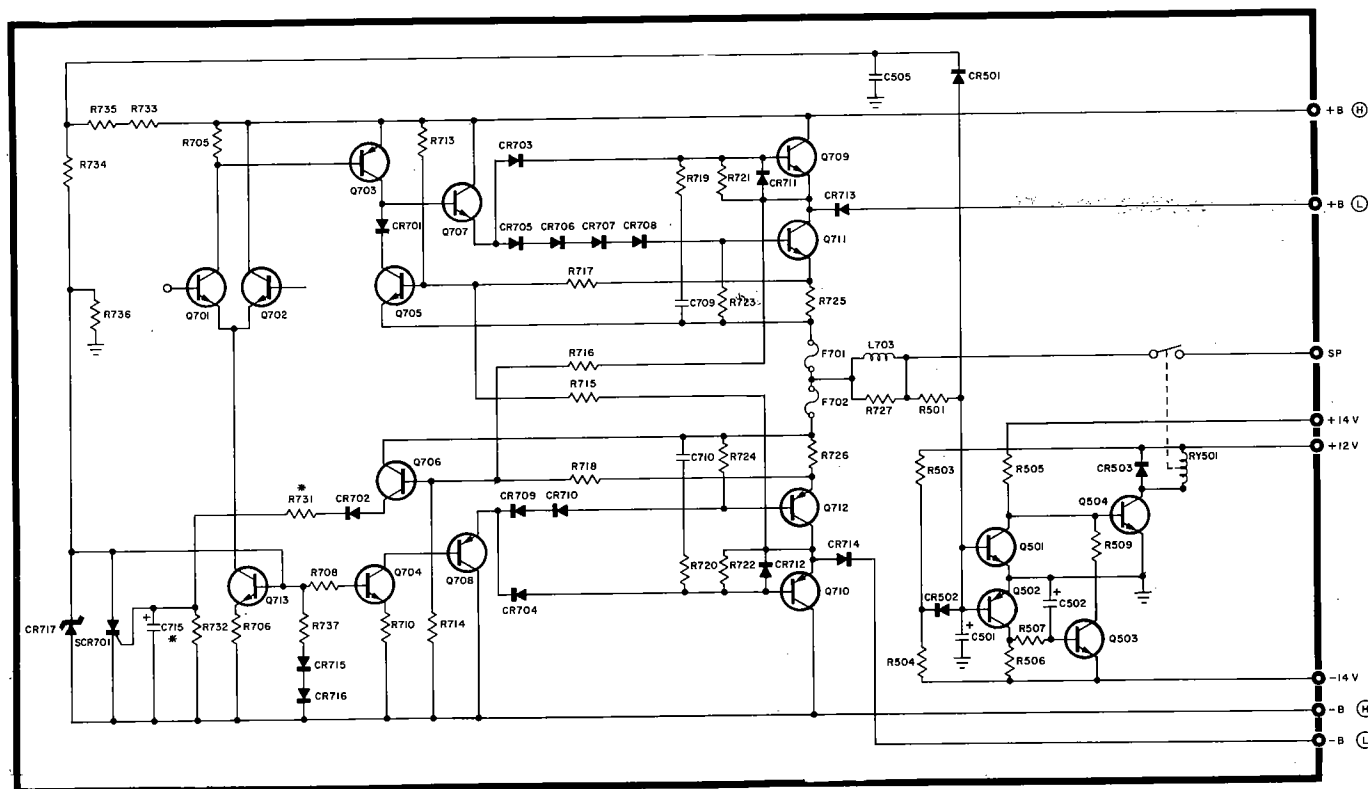 C505
CR501
+B (H)
R735 R733
R705
R713
R734
Q703
CR703
R719
R721
CR711
Q709
CR713
+B (L)
CR701
Q707
CR705 CR706 CR707 CR708
Q711
R717
R736
Q701
Q702
Q705
C709
R723
R725
R716
F701
L703
SP
R715
F702
R727
R501
+14V
+12V
Q706
C710
R724
R726
R503
R505
CR503
RY501
*
R731
CR702
R718
CR709 CR710
Q712
Q504
Q501
R509
R708
Q704
Q708
R720
R722
CR712
CR714
Q502
Q713
CR704
Q710
CR502
C502
CR717
SCR701
+
C715
*
R732
R706
R737
R710
R714
+
C501
+
R507
Q503
R504
R506
CR715
CR716
-14V
-B (H)
-B (L)